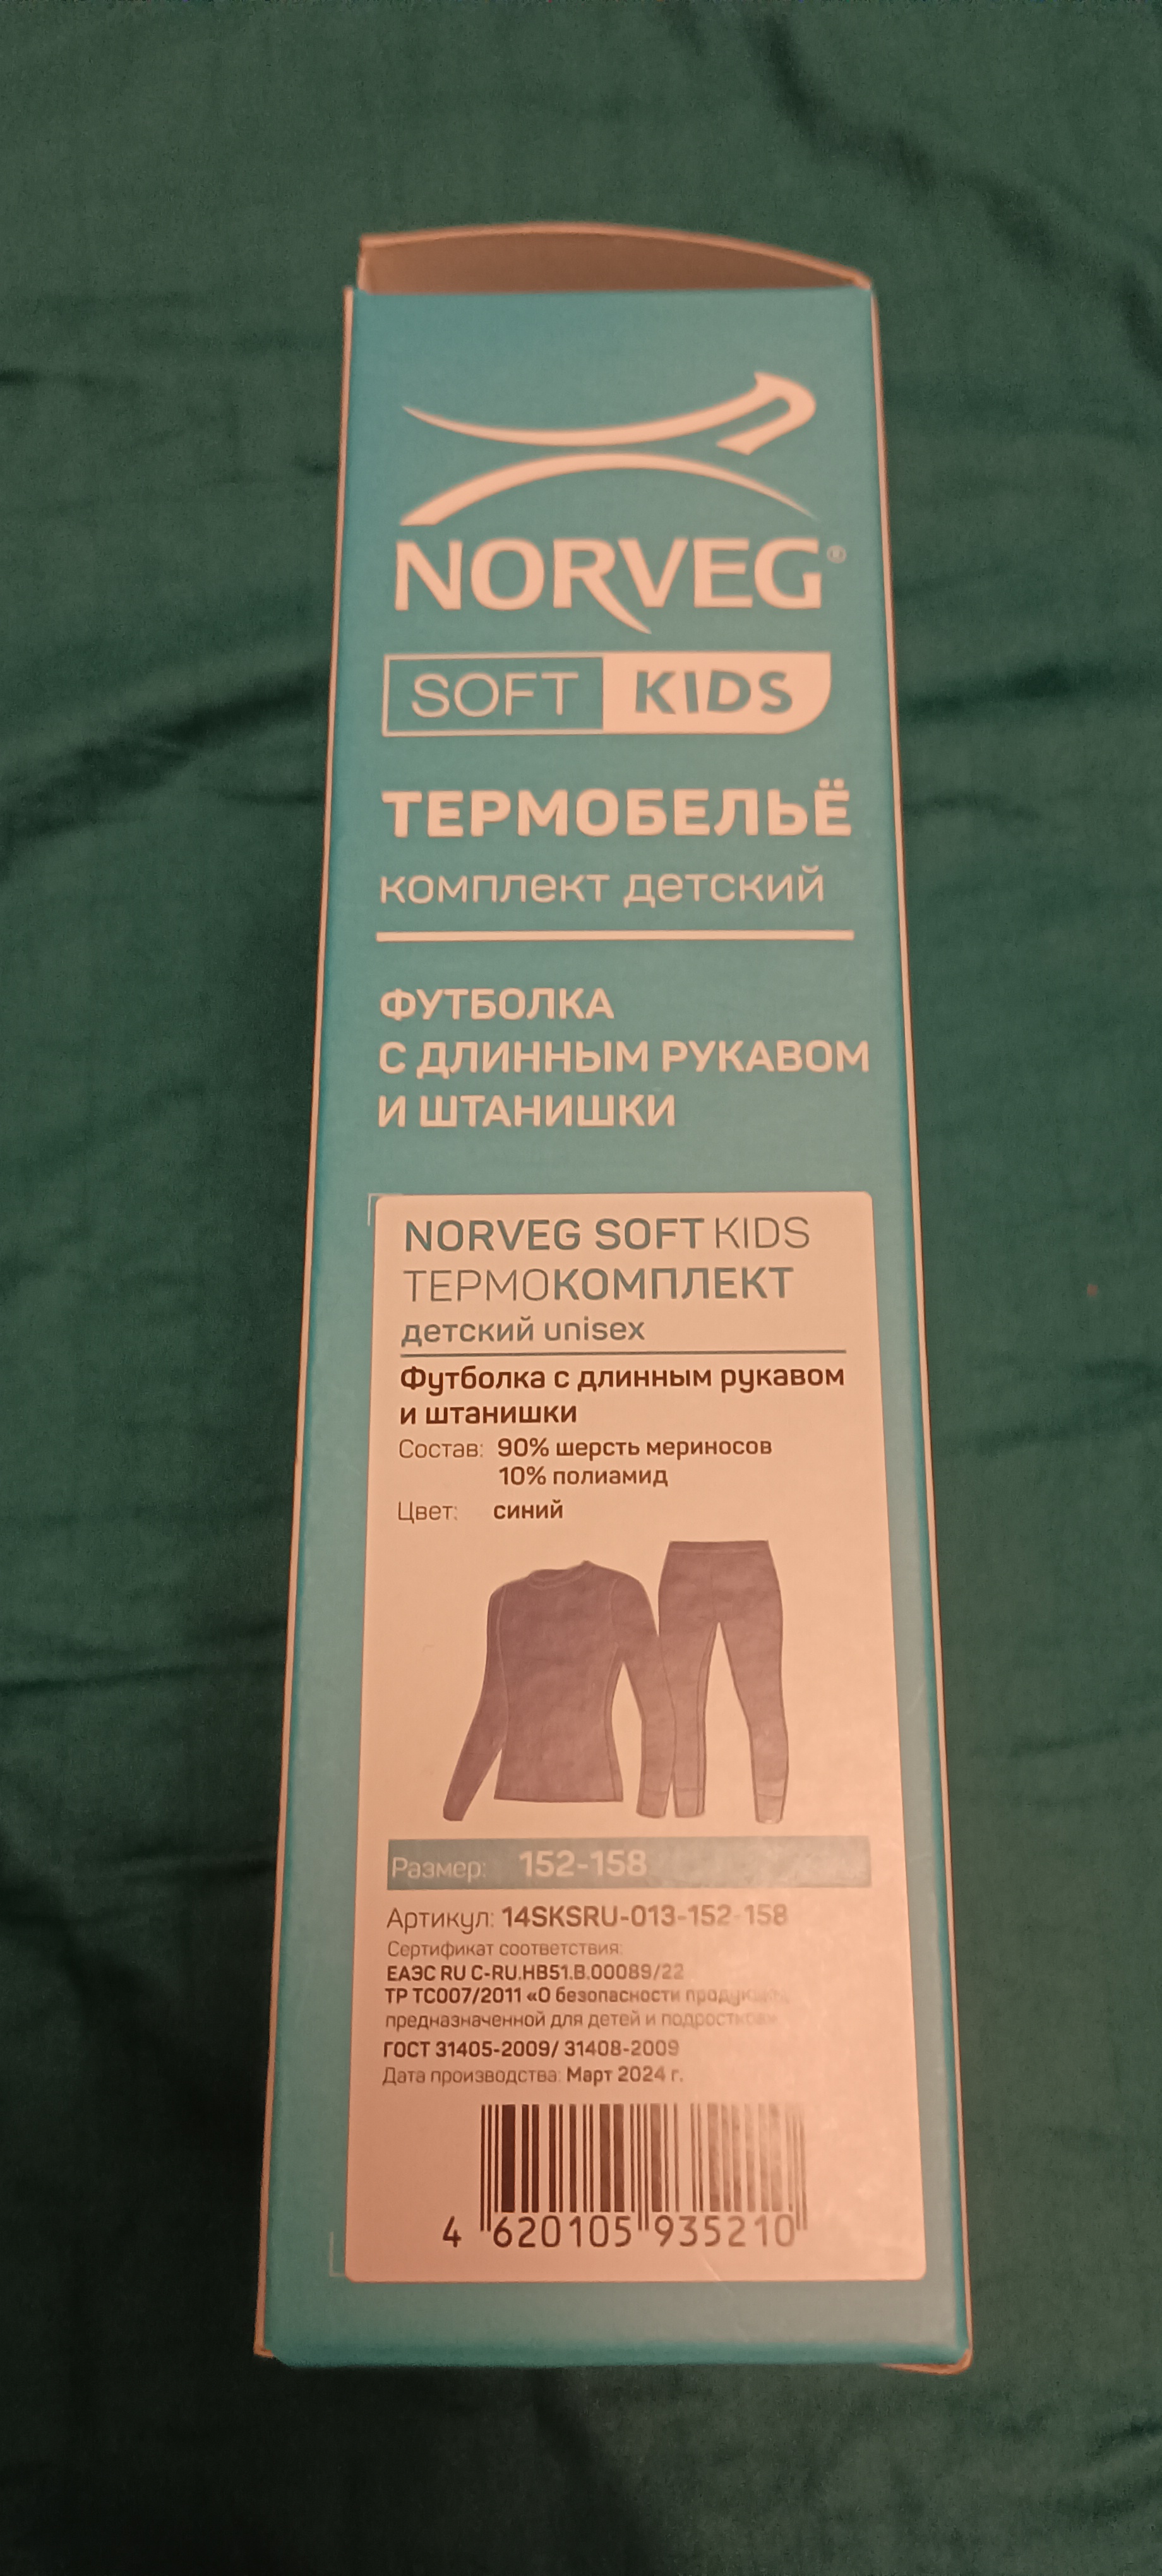 NORVEG®
SOFT KIDS
ТЕРМОБЕЛЬЁ
комплект детский
ФУТБОЛКА
С ДЛИННЫМ РУКАВОМ
И ШТАНИШКИ
NORVEG SOFT KIDS
ТЕРМОКОМПЛЕКТ
детский unisex
Футболка с длинным рукавом
и штанишки
Состав: 90% шерсть мериносов
10% полиамид
Цвет: синий
Размер: 152-158
Артикул: 14SKSRU-013-152-158
Сертификат соответствия:
ЕАЭС RU C-RU.HB51.B.00089/22
ТР ТС007/2011 «О безопасности продукции,
предназначенной для детей и подростков»
ГОСТ 31405-2009/ 31408-2009
Дата производства: Март 2024 г.
4 620105 935210